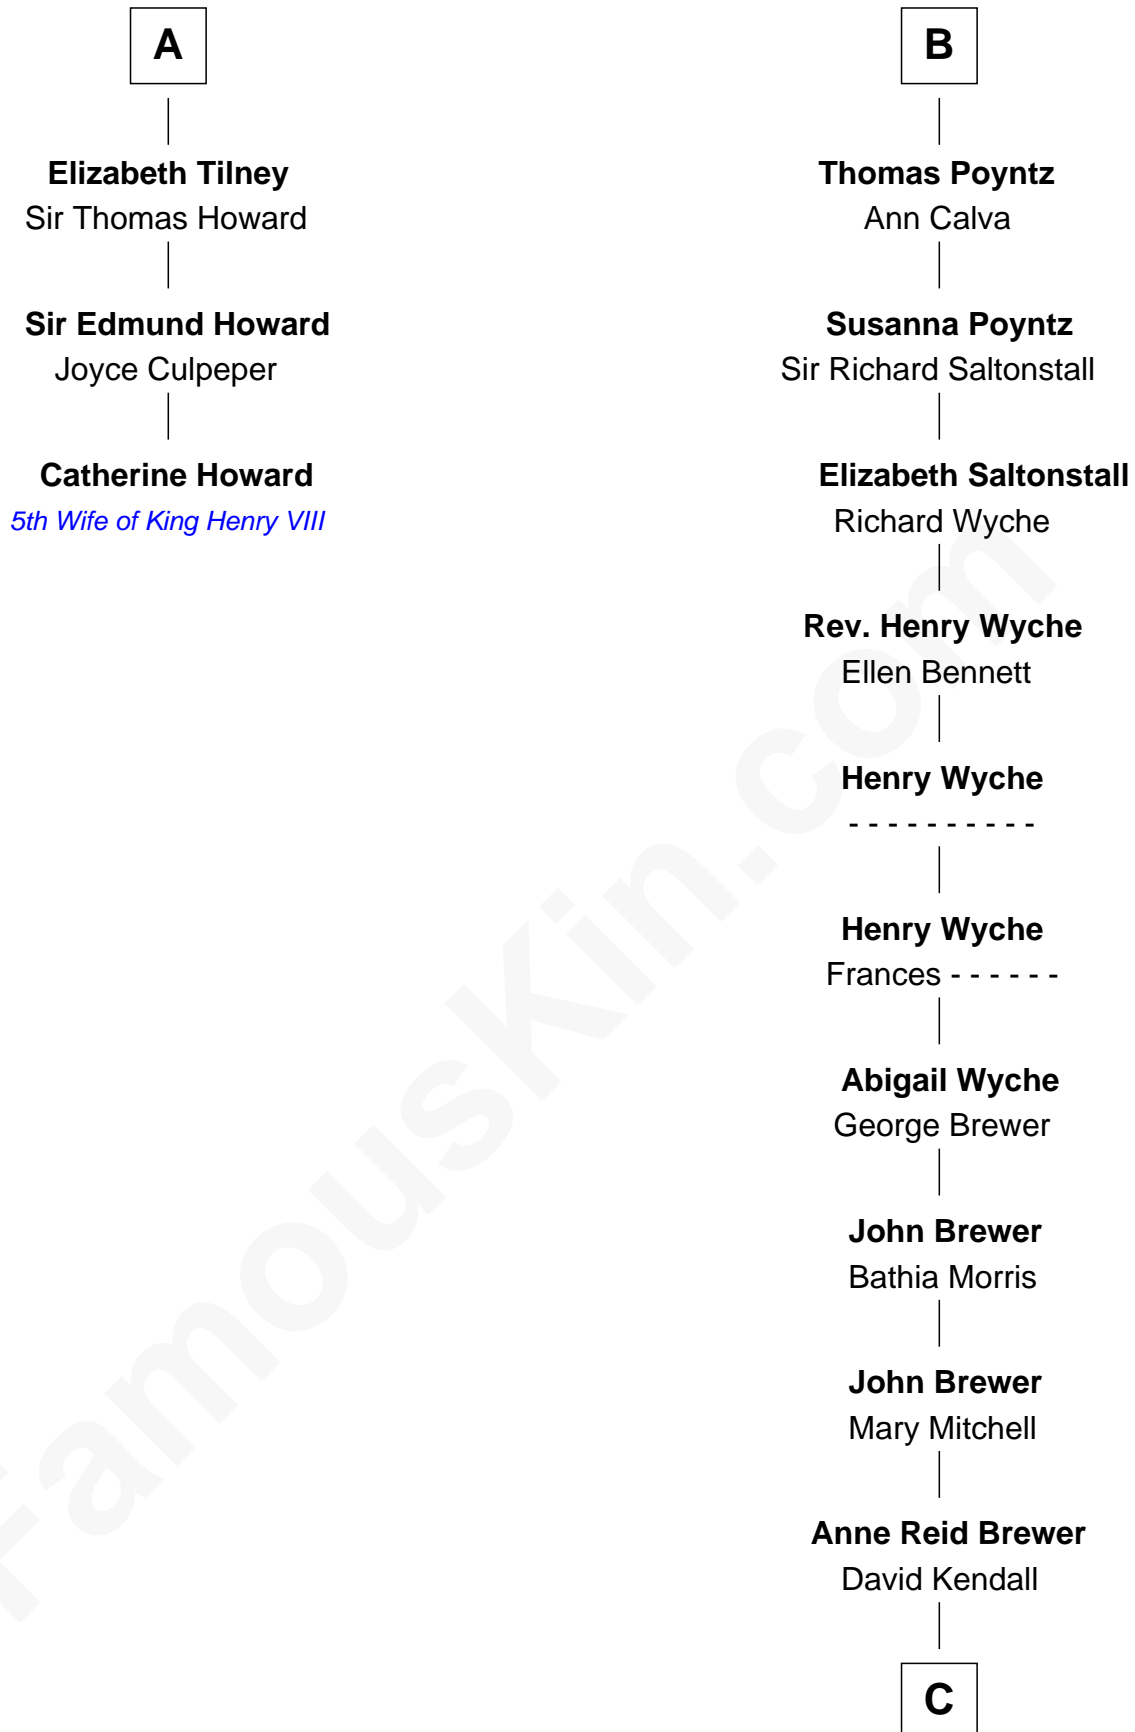 A
Elizabeth Tilney
Sir Thomas Howard
Sir Edmund Howard
Joyce Culpeper
Catherine Howard
5th Wife of King Henry VIII
B
Thomas Poyntz
Ann Calva
Susanna Poyntz
Sir Richard Saltonstall
Elizabeth Saltonstall
Richard Wyche
Rev. Henry Wyche
Ellen Bennett
Henry Wyche
- - - - - - - - - -
Henry Wyche
Frances - - - - - -
Abigail Wyche
George Brewer
John Brewer
Bathia Morris
John Brewer
Mary Mitchell
Anne Reid Brewer
David Kendall
C
FamousKin.com